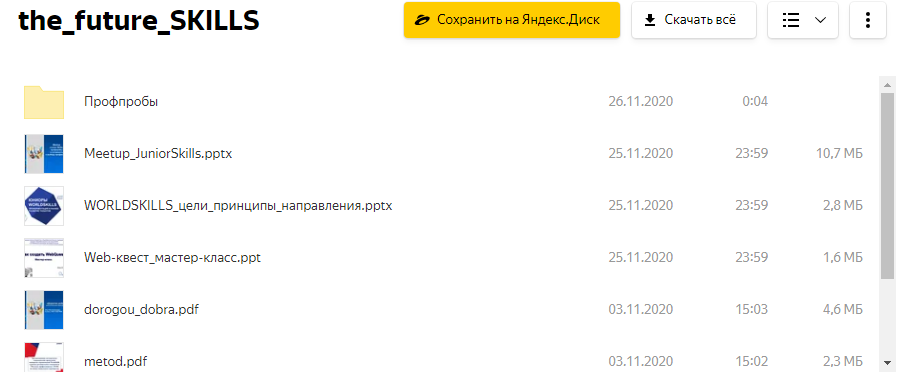 the_future_SKILLS
Сохранить на Яндекс.Диск
Скачать всё
Профпробы 26.11.2020 0:04
Meetup_JuniorSkills.pptx 25.11.2020 23:59 10,7 МБ
ЮНИОРЫ
WORLDSKILLS
WORLDSKILLS_цели_принципы_направления.pptx 25.11.2020 23:59 2,8 МБ
Web-квест_мастер-класс.ppt 25.11.2020 23:59 1,6 МБ
dorogou_dobra.pdf 03.11.2020 15:03 4,6 МБ
metod.pdf 03.11.2020 15:02 2,3 МБ